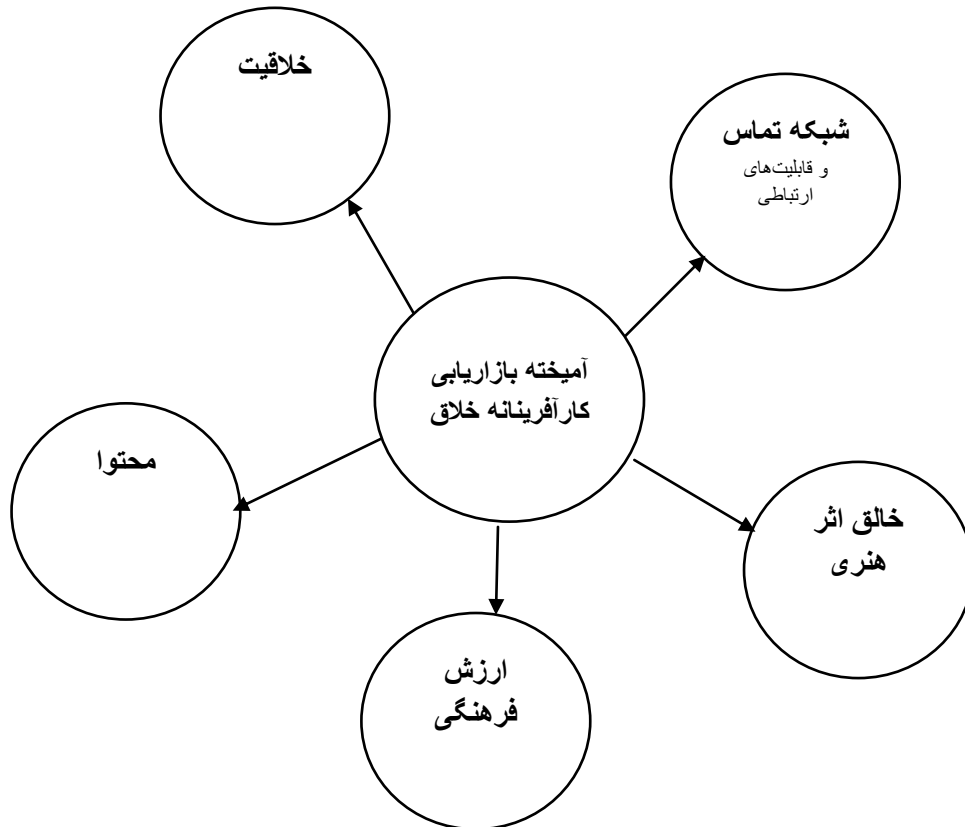 خلاقیت
شبکه تماس
و قابلیت‌های
ارتباطی
آمیخته بازاریابی
کارآفرینانه خلاق
محتوا
خالق اثر
هنری
ارزش
فرهنگی